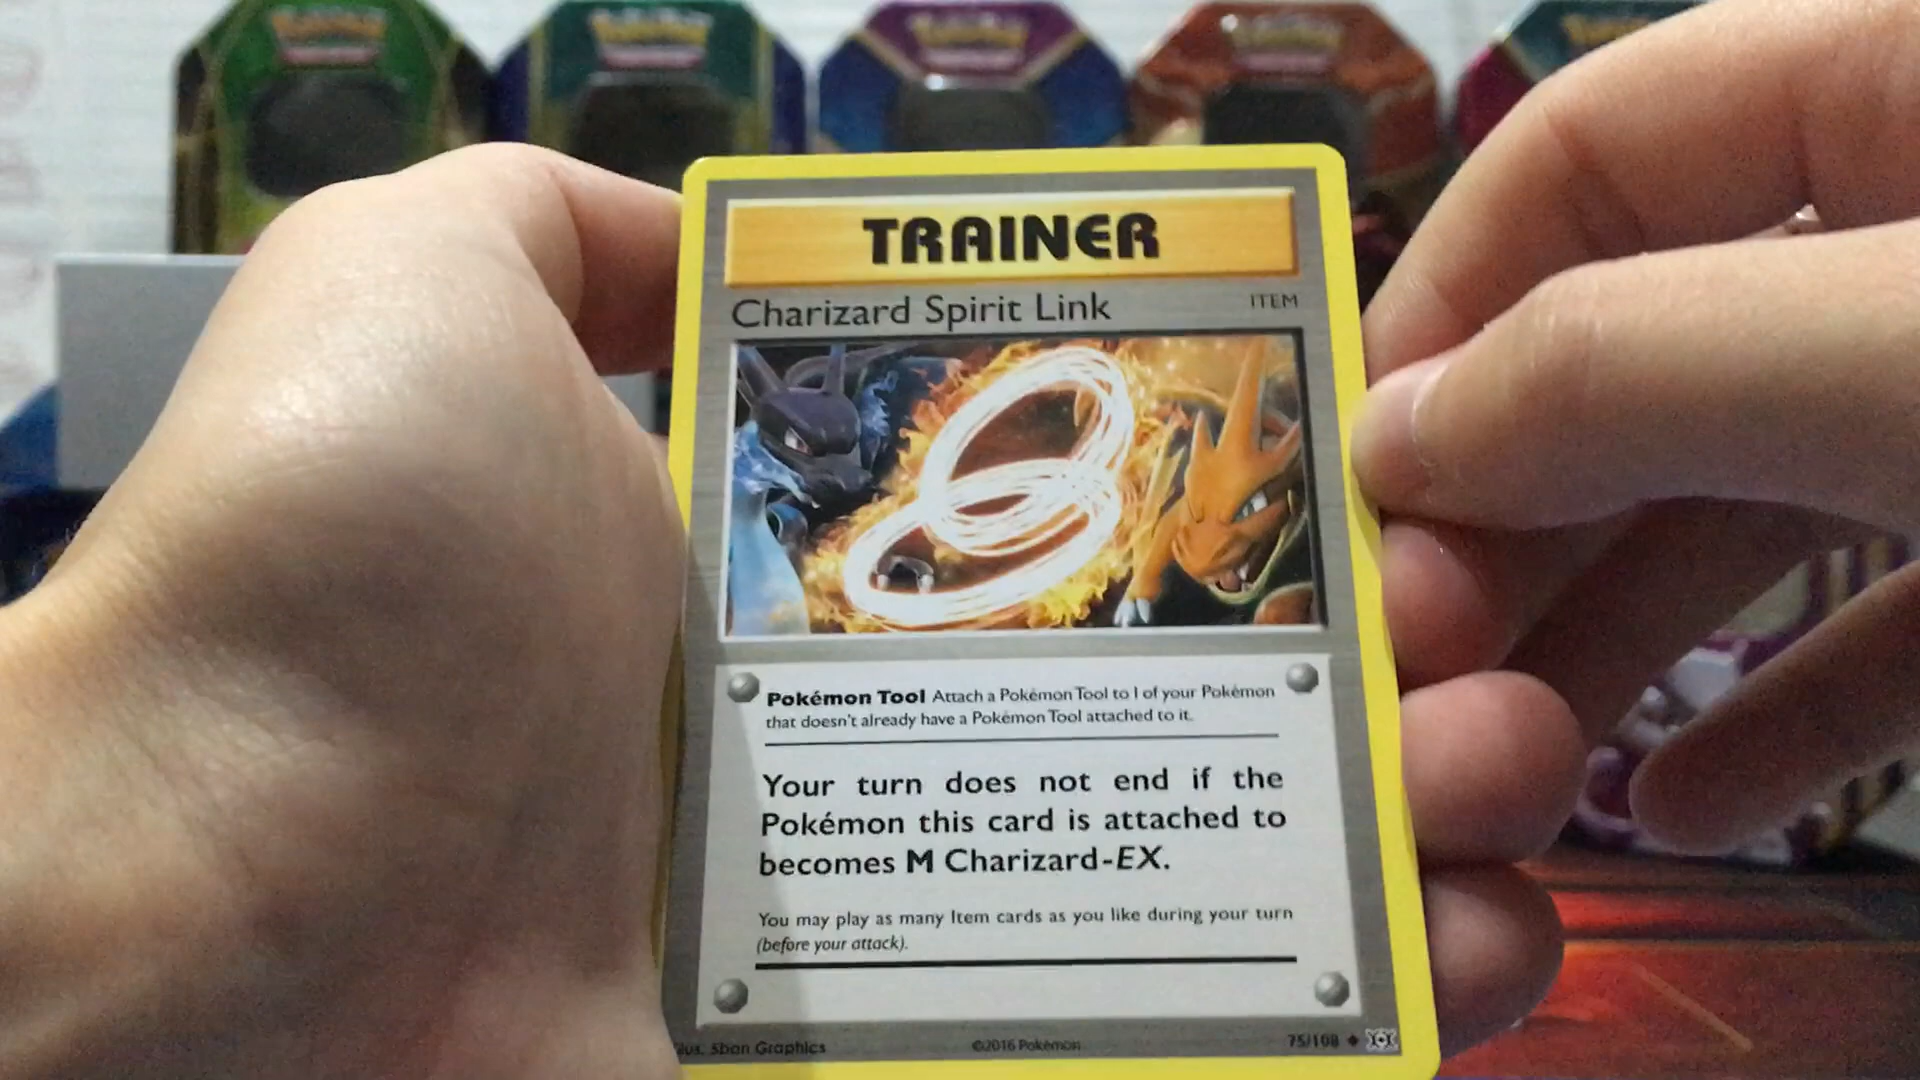 TRAINER
Charizard Spirit Link
ITEM
Pokémon Tool Attach a Pokémon Tool to 1 of your Pokémon
that doesn't already have a Pokémon Tool attached to it.
Your turn does not end if the
Pokémon this card is attached to
becomes M Charizard-EX.
You may play as many Item cards as you like during your turn
(before your attack).
5ban Graphics
©2016 Pokémon
75/108